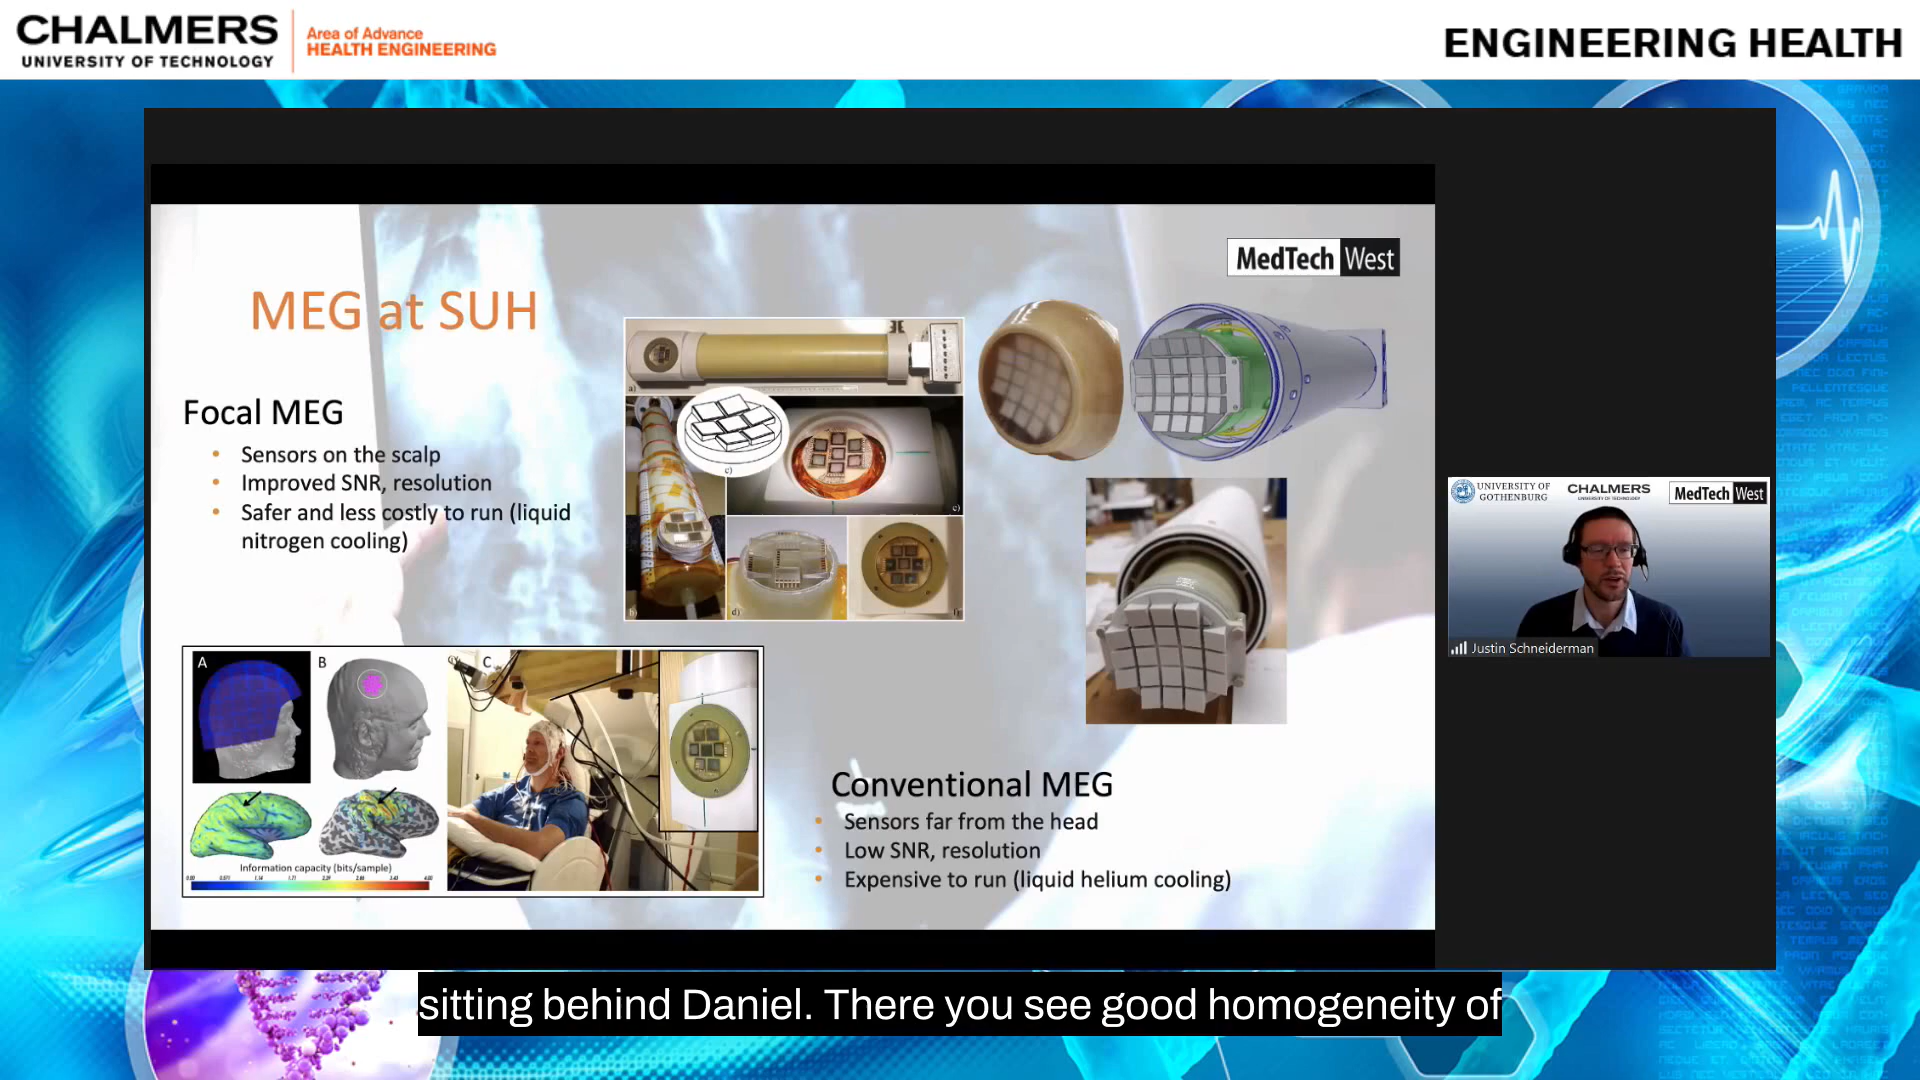 CHALMERS
UNIVERSITY OF TECHNOLOGY
Area of Advance
HEALTH ENGINEERING
ENGINEERING HEALTH
MedTech West
MEG at SUH
Focal MEG
• Sensors on the scalp
• Improved SNR, resolution
• Safer and less costly to run (liquid
nitrogen cooling)
a)
b)
c)
d)
e)
f)
A
B
C
Information capacity (bits/sample)
Conventional MEG
• Sensors far from the head
• Low SNR, resolution
• Expensive to run (liquid helium cooling)
UNIVERSITY OF
GOTHENBURG
CHALMERS
MedTech West
Justin Schneiderman
sitting behind Daniel. There you see good homogeneity of